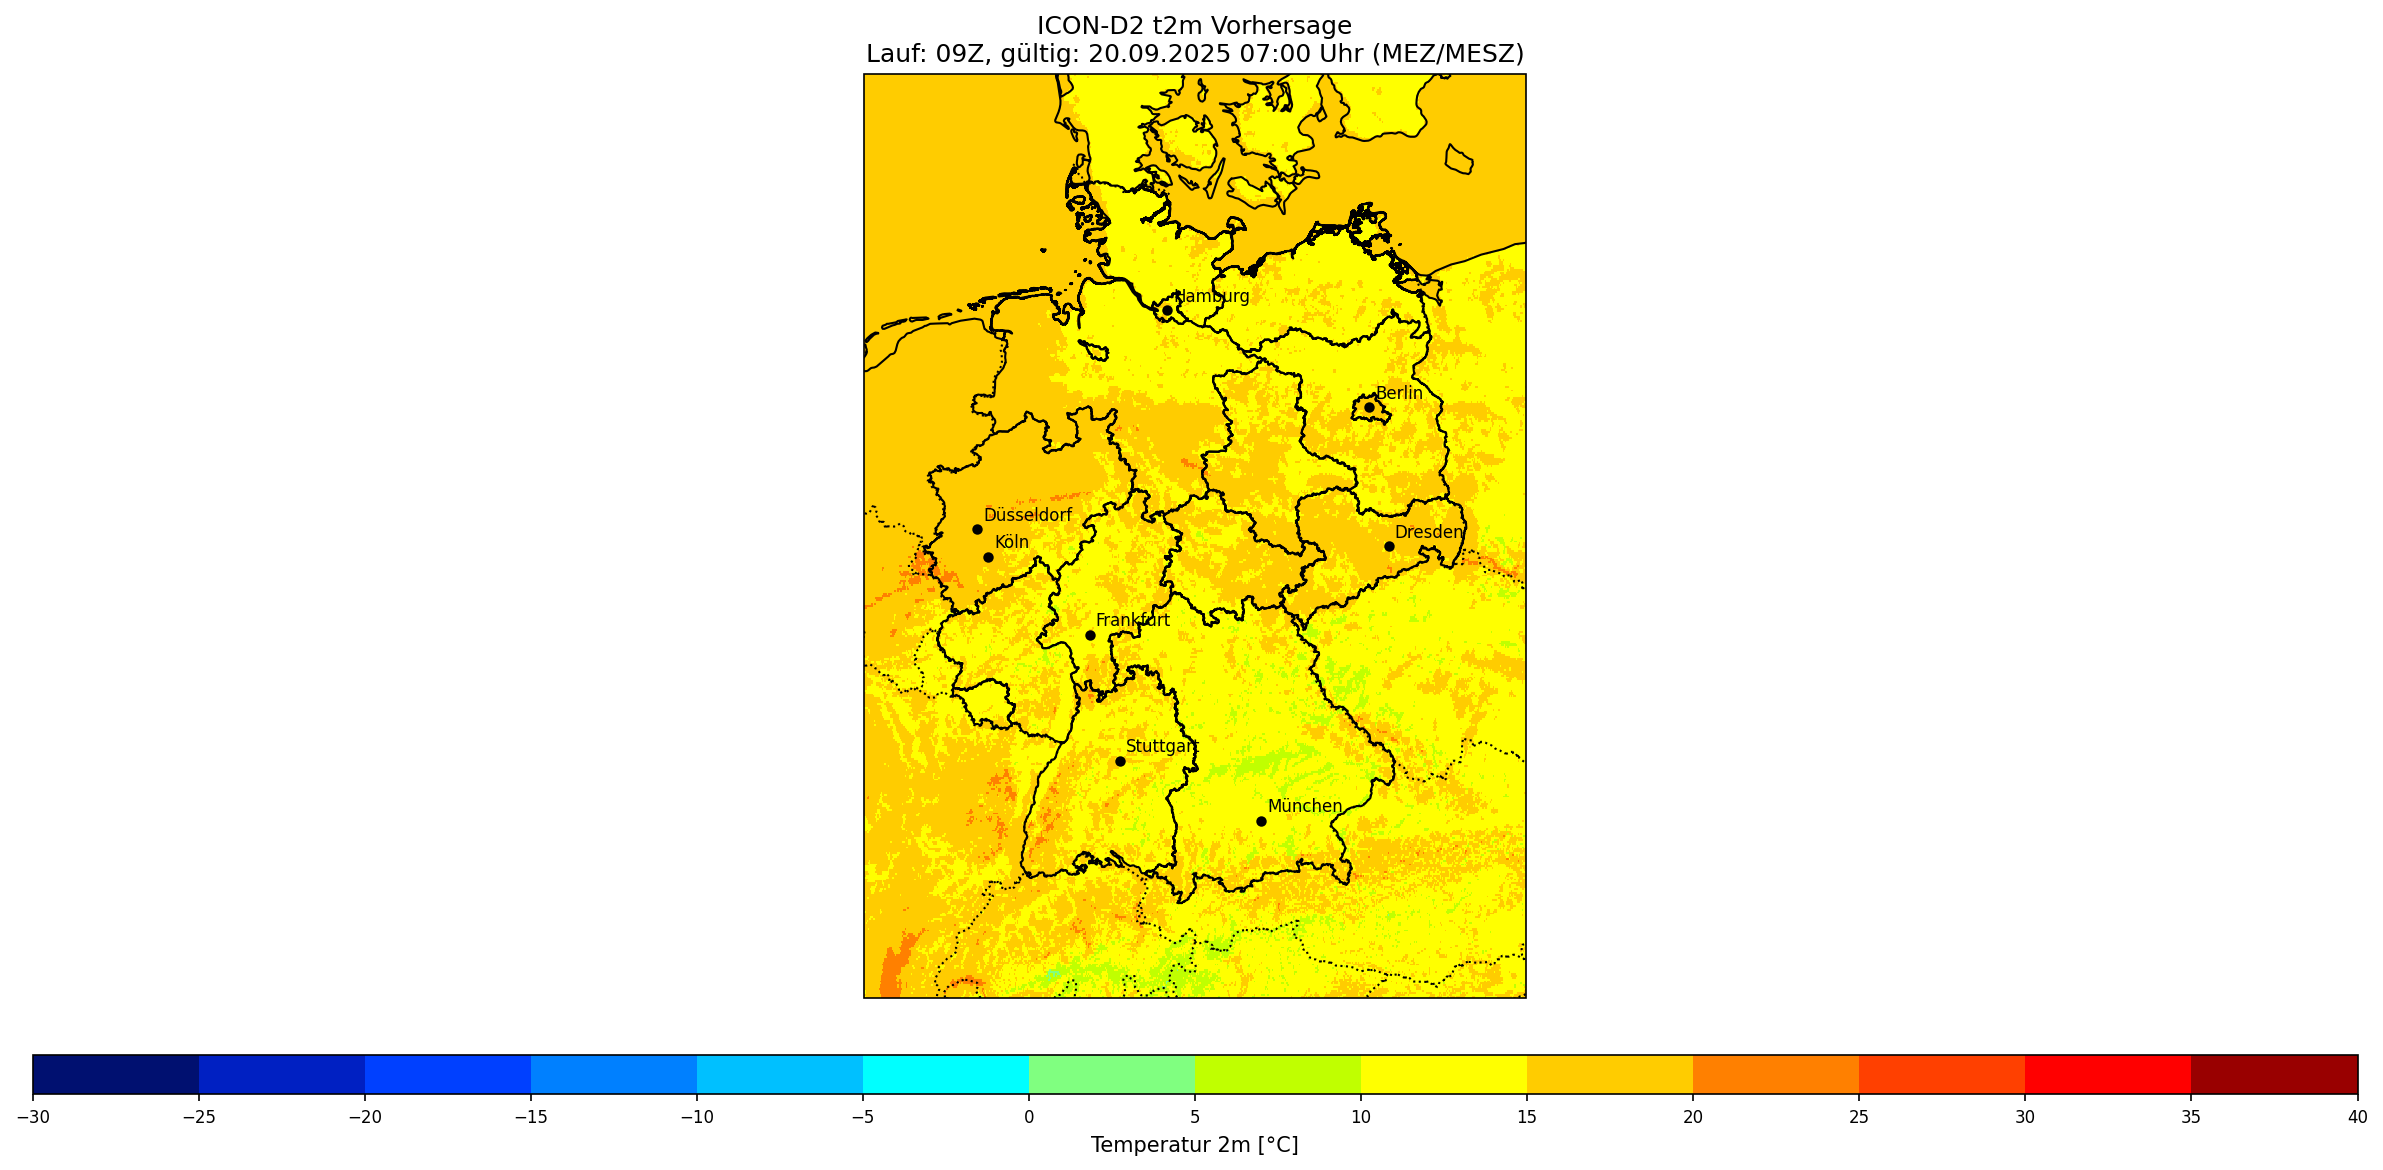 ICON-D2 t2m Vorhersage
Lauf: 09Z, gültig: 20.09.2025 07:00 Uhr (MEZ/MESZ)
Hamburg
Berlin
Düsseldorf
Dresden
Köln
Frankfurt
Stuttgart
München
−30 −25 −20 −15 −10 −5 0 5 10 15 20 25 30 35 40
Temperatur 2m [°C]